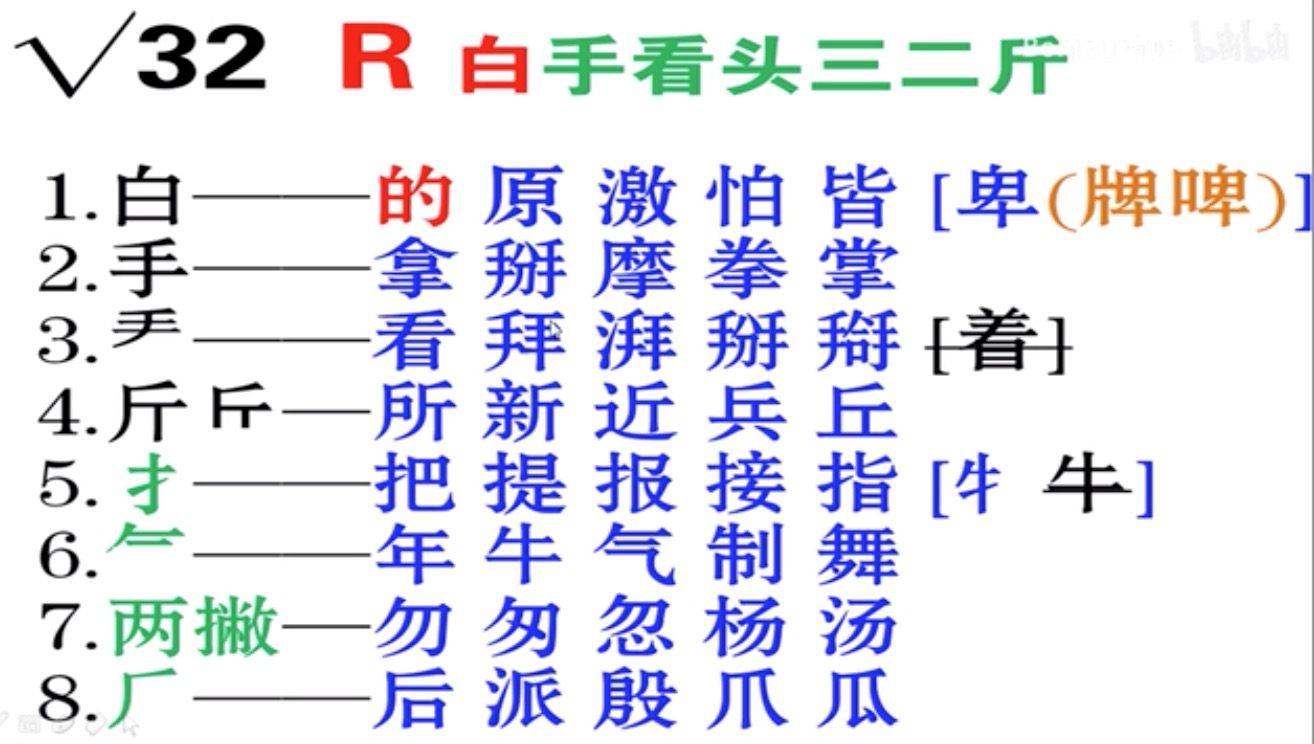 √32 R 白手看头三二斤
1.白———的 原 激 怕 皆 [卑(牌啤)]
2.手———拿 掰 摩 拳 掌
3.龵———看 拜 湃 掰 搿 [着]
4.斤 𠂆—所 新 近 兵 丘
5.扌———把 提 报 接 指 [牜 牛]
6.𠂉———年 牛 气 制 舞
7.两撇—勿 匆 忽 杨 汤
8.厂———后 派 殷 爪 瓜